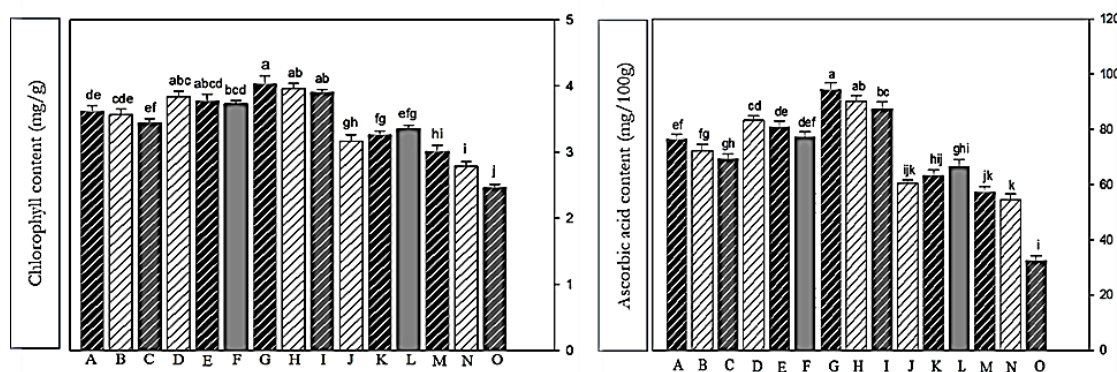 Chlorophyll content (mg/g)
de cde ef abc abcd bcd a ab ab gh fg efg hi i j
5
4
3
2
1
0
A B C D E F G H I J K L M N O
Ascorbic acid content (mg/100g)
ef fg gh cd de def a ab bc ijk hij ghi jk k i
120
100
80
60
40
20
0
A B C D E F G H I J K L M N O